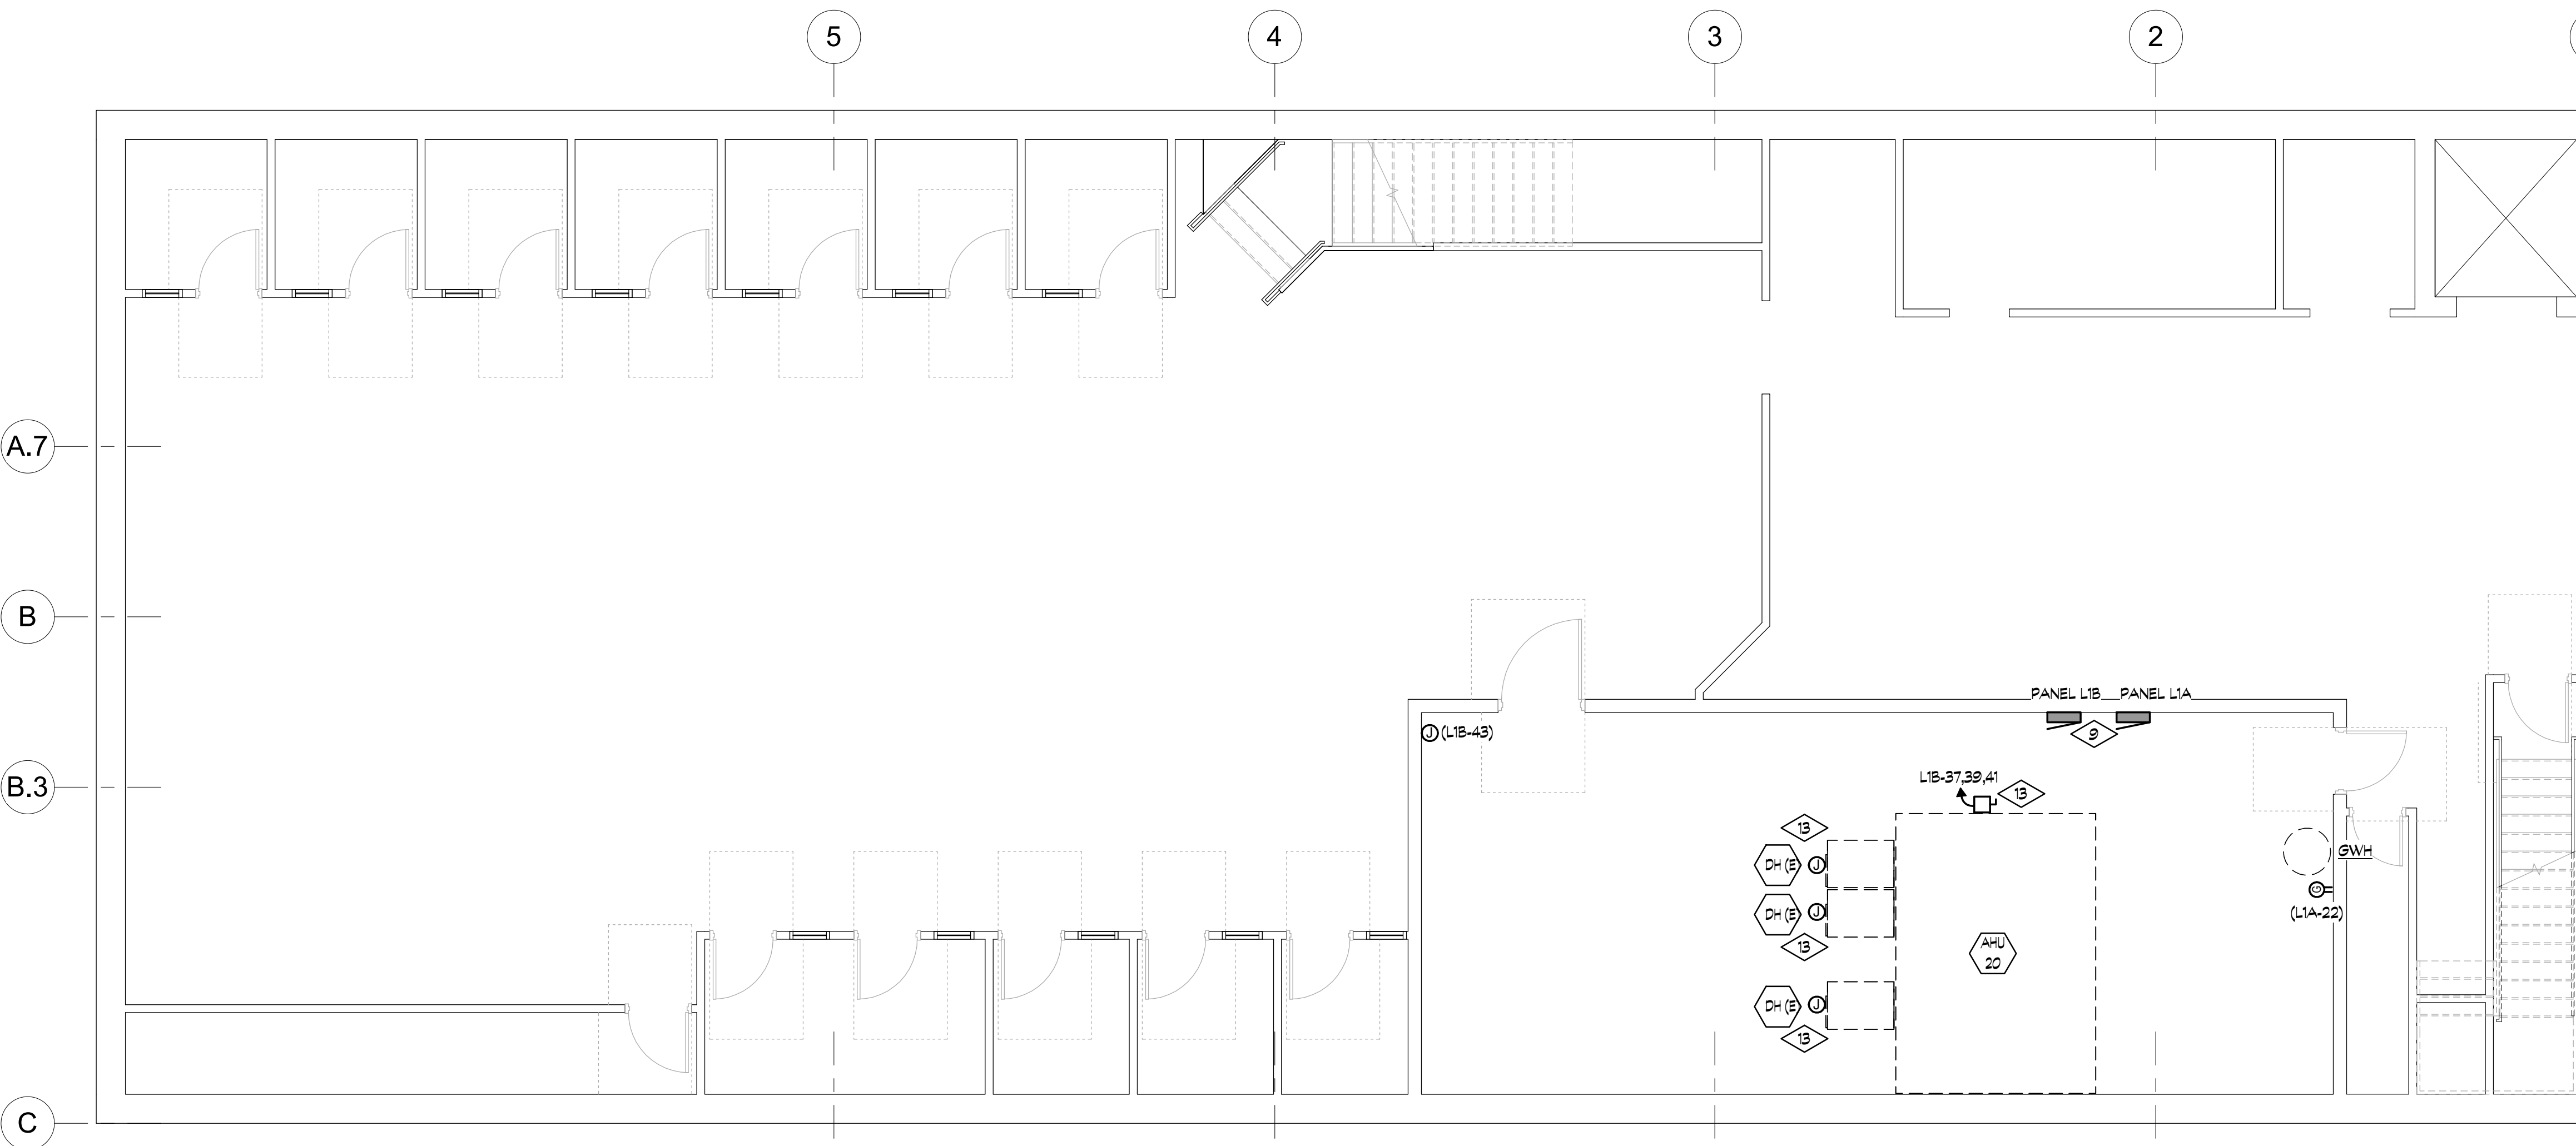 5
4
3
2
A.7
B
B.3
C
PANEL L1B
PANEL L1A
9
J (L1B-43)
L1B-37,39,41
13
13
DH (E
J
DH (E
J
13
DH (E
J
13
AHU
20
GWH
G
(L1A-22)